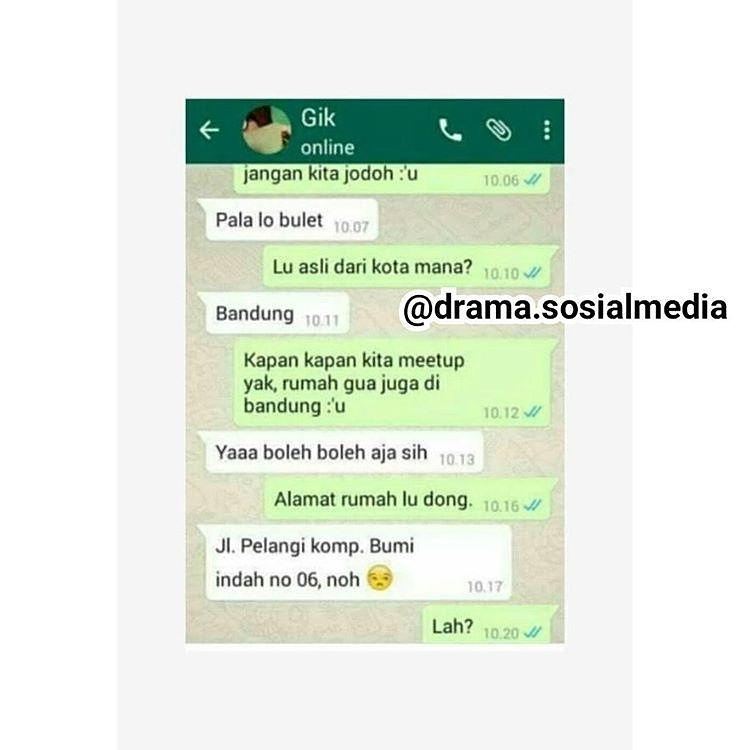 Gik
online
jangan kita jodoh :'u 10.06
Pala lo bulet 10.07
Lu asli dari kota mana? 10.10
@drama.sosialmedia
Bandung 10.11
Kapan kapan kita meetup
yak, rumah gua juga di
bandung :'u 10.12
Yaaa boleh boleh aja sih 10.13
Alamat rumah lu dong. 10.16
Jl. Pelangi komp. Bumi
indah no 06, noh 😒 10.17
Lah? 10.20